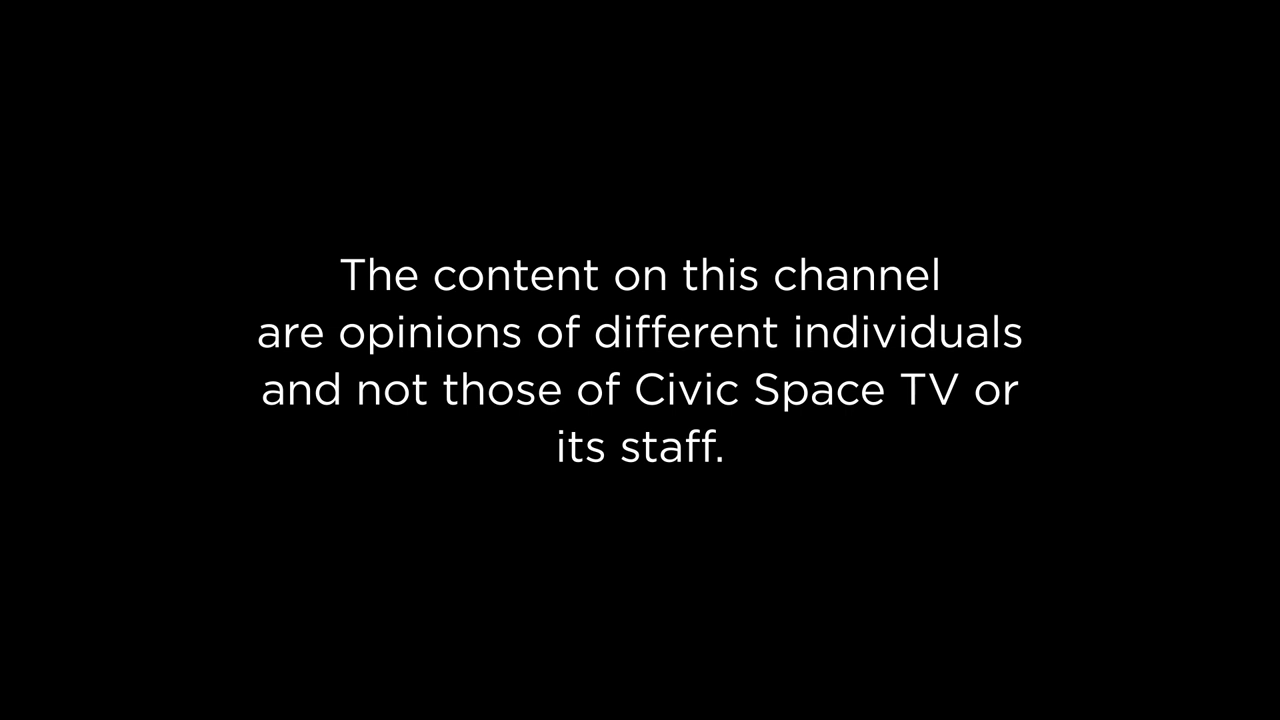 The content on this channel
are opinions of different individuals
and not those of Civic Space TV or
its staff.